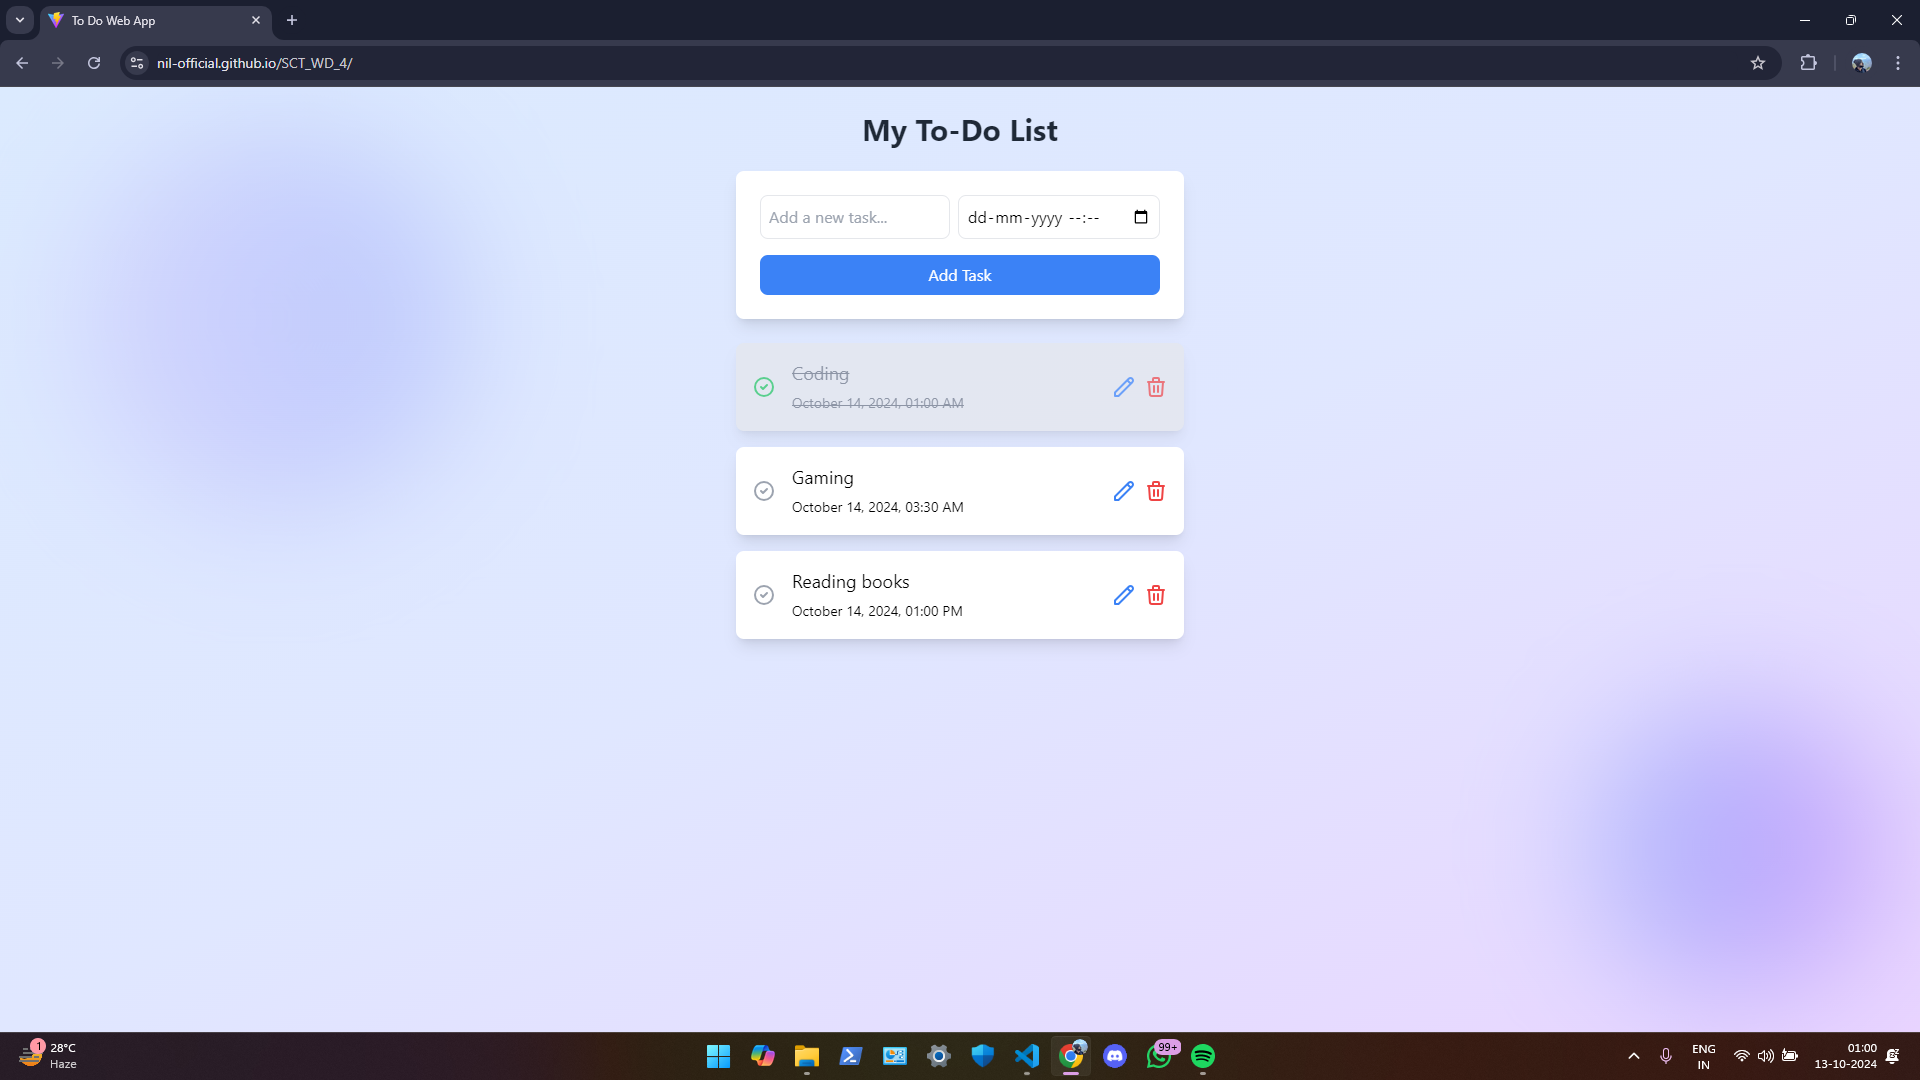 To Do Web App
nil-official.github.io/SCT_WD_4/
My To-Do List
Add a new task...
dd-mm-yyyy --:--
Add Task
Coding
October 14, 2024, 01:00 AM
Gaming
October 14, 2024, 03:30 AM
Reading books
October 14, 2024, 01:00 PM
1
28°C
Haze
99+
ENG
IN
01:00
13-10-2024